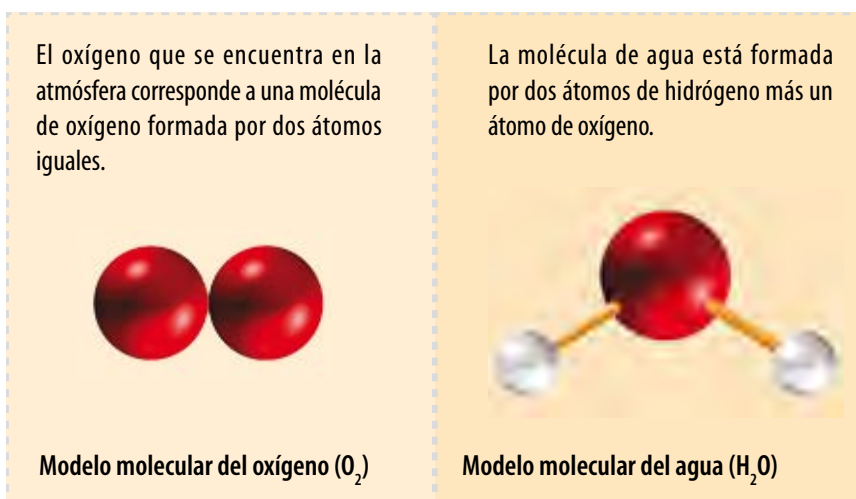 El oxígeno que se encuentra en la
atmósfera corresponde a una molécula
de oxígeno formada por dos átomos
iguales.
Modelo molecular del oxígeno (O₂)
La molécula de agua está formada
por dos átomos de hidrógeno más un
átomo de oxígeno.
Modelo molecular del agua (H₂O)